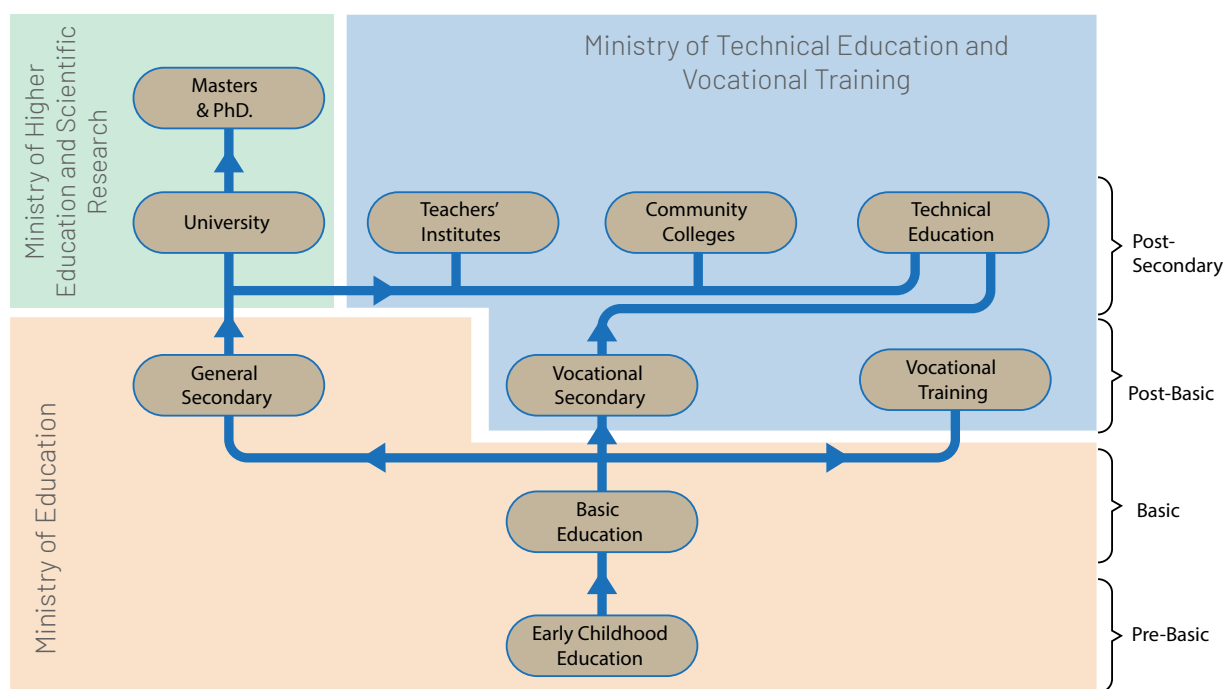 Ministry of Higher
Education and Scientific
Research
Ministry of Technical Education and
Vocational Training
Masters
& PhD.
University
Teachers'
Institutes
Community
Colleges
Technical
Education
Post-
Secondary
General
Secondary
Vocational
Secondary
Vocational
Training
Post-Basic
Ministry of Education
Basic
Education
Basic
Early Childhood
Education
Pre-Basic